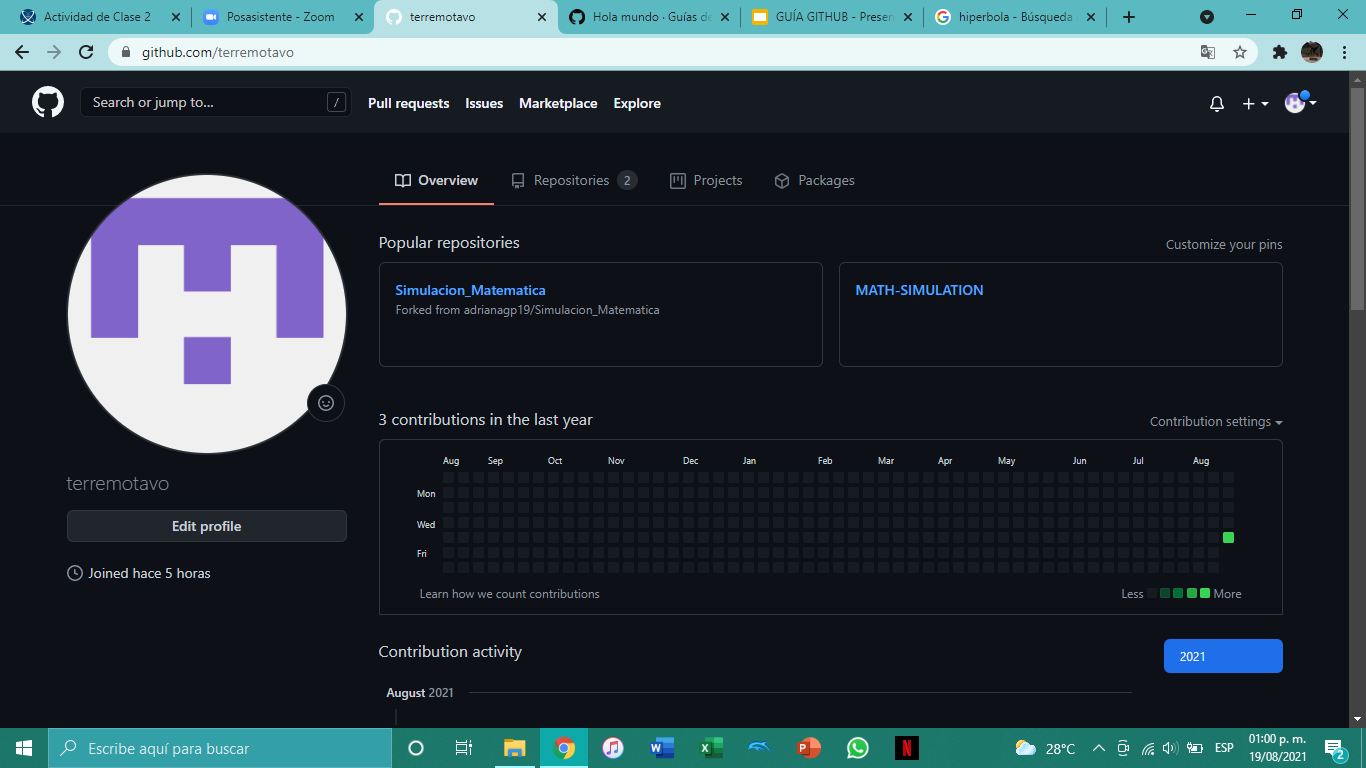 Actividad de Clase 2
Posasistente - Zoom
terremotavo
Hola mundo · Guías de
GUÍA GITHUB - Presen
hiperbola - Búsqueda
github.com/terremotavo
Search or jump to...
/
Pull requests
Issues
Marketplace
Explore
Overview
Repositories 2
Projects
Packages
Popular repositories
Customize your pins
Simulacion_Matematica
Forked from adrianagp19/Simulacion_Matematica
MATH-SIMULATION
3 contributions in the last year
Contribution settings
Aug Sep Oct Nov Dec Jan Feb Mar Apr May Jun Jul Aug
Mon
Wed
Fri
Learn how we count contributions
Less More
terremotavo
Edit profile
Joined hace 5 horas
Contribution activity
2021
August 2021
Escribe aquí para buscar
28°C
ESP
01:00 p. m.
19/08/2021
2